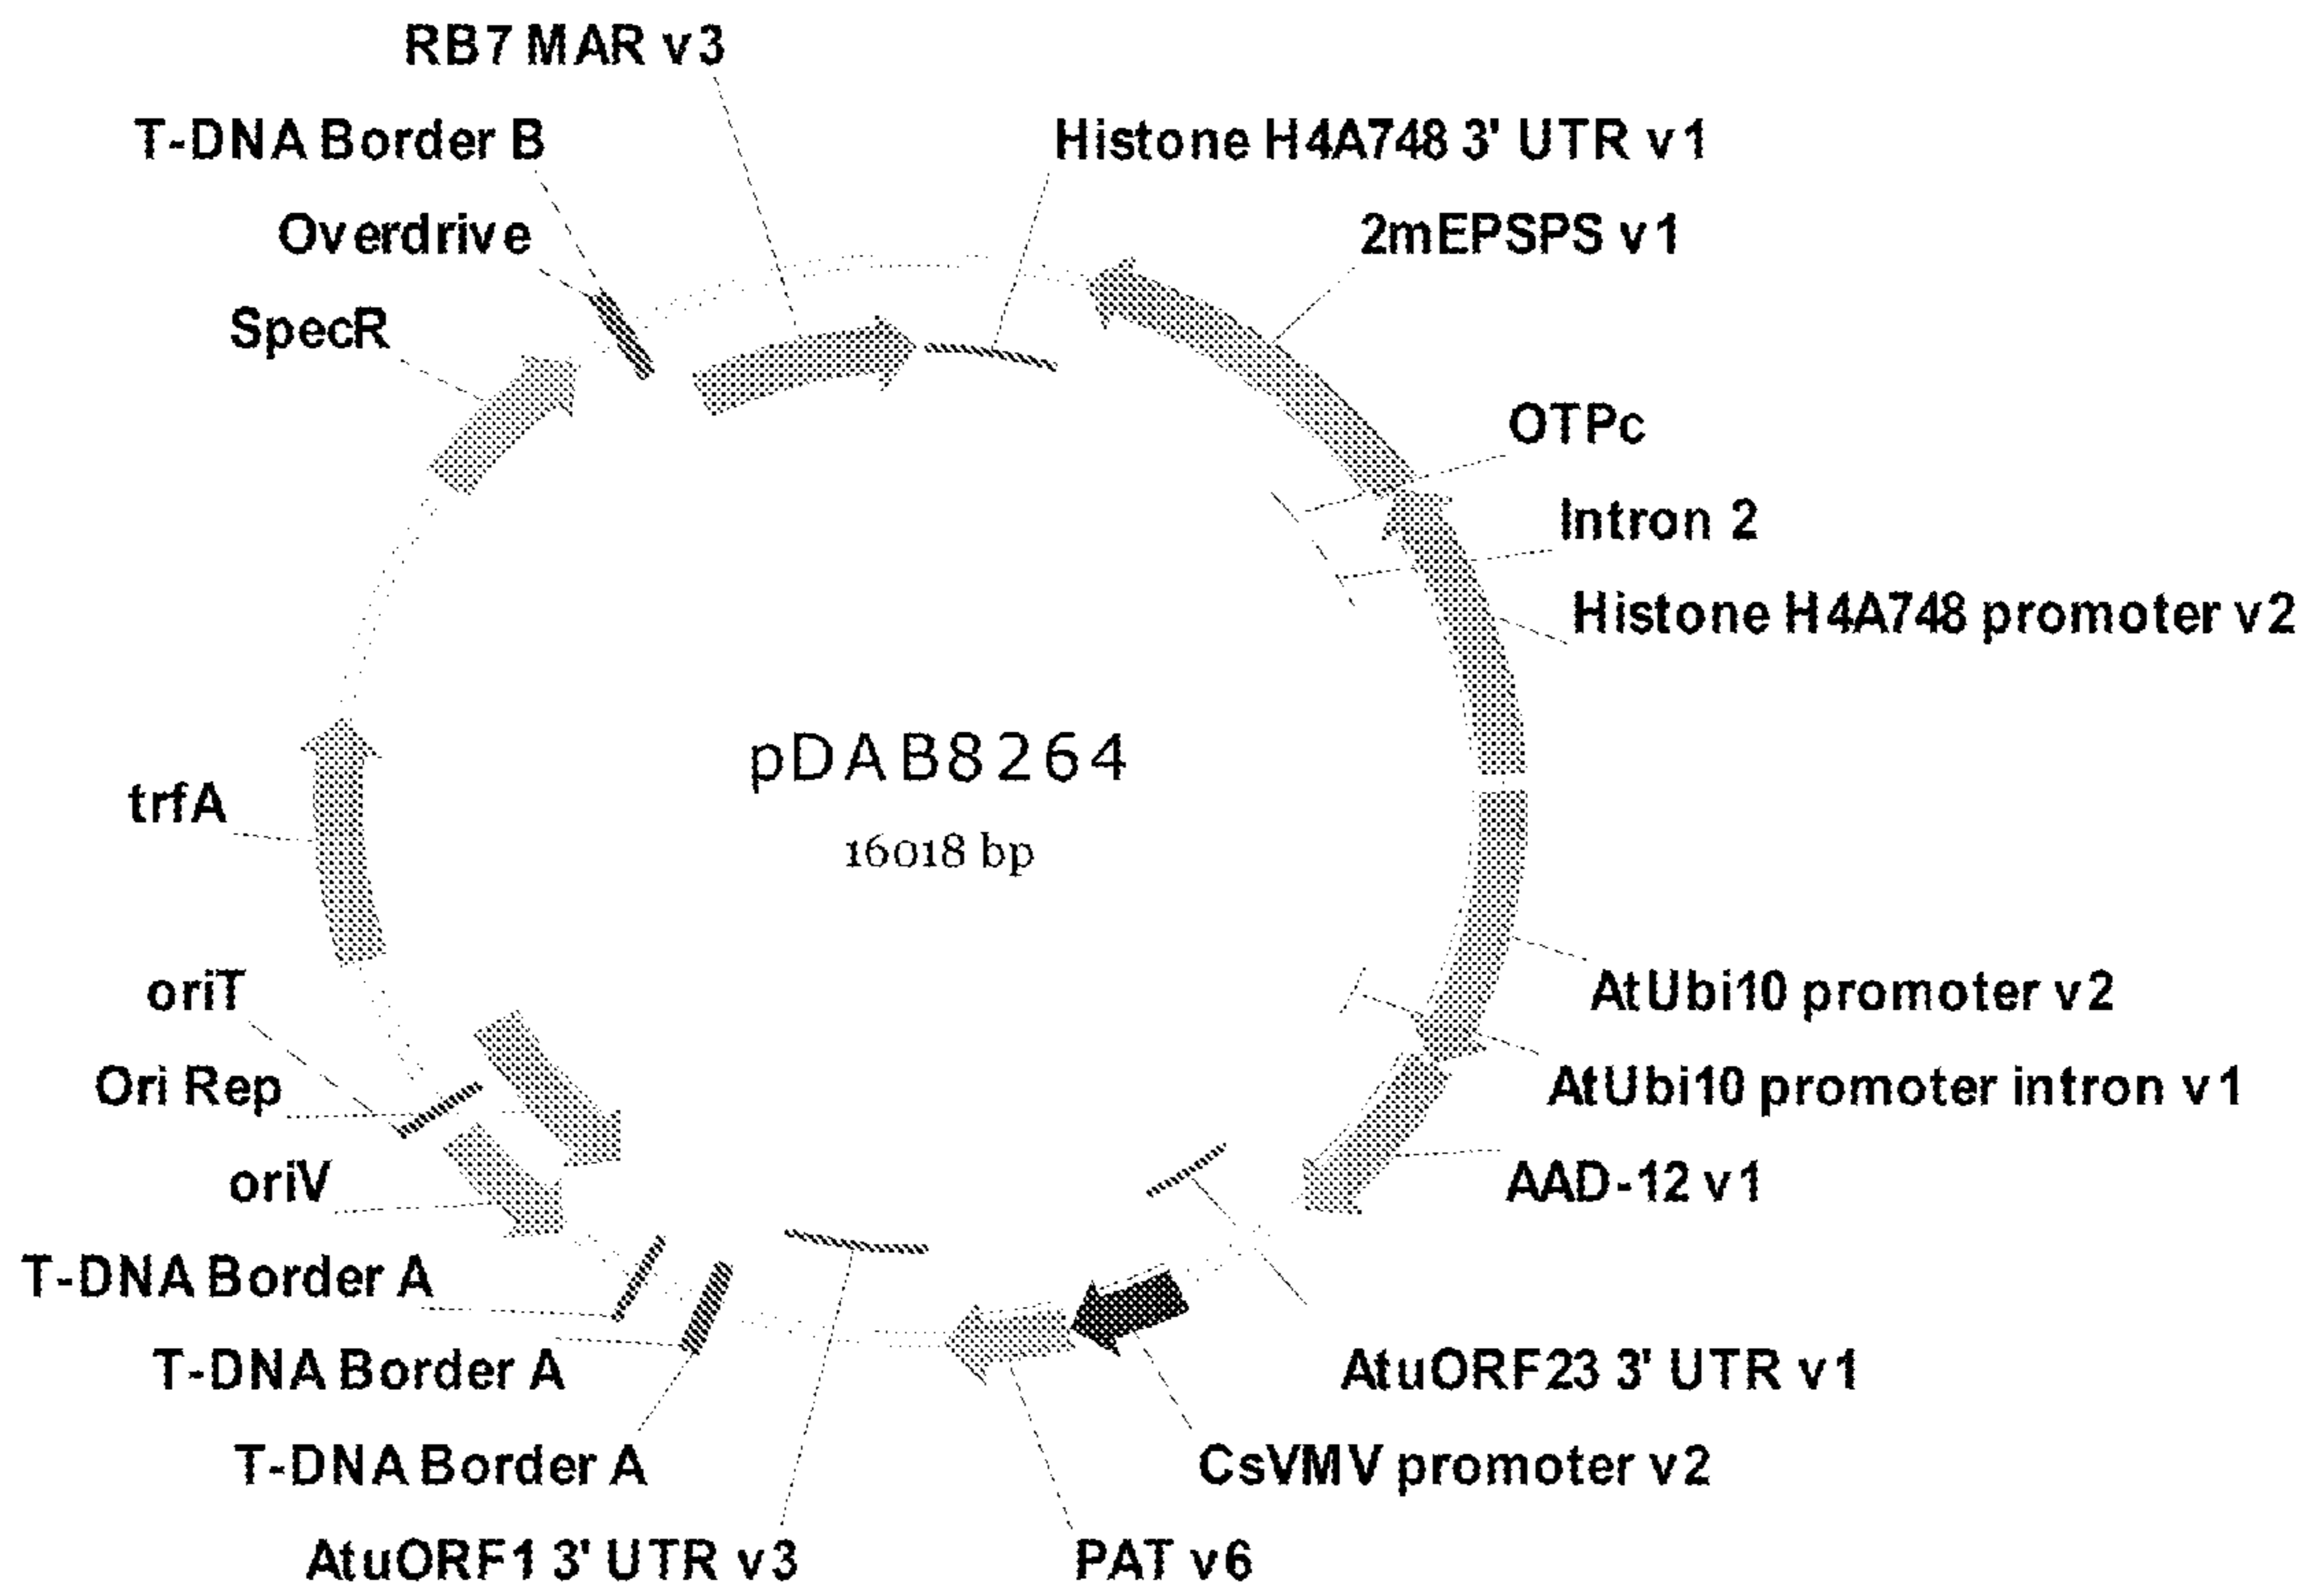 RB7 MAR v3
T-DNA Border B
Histone H4A748 3' UTR v1
Overdrive
2mEPSPS v1
SpecR
OTPc
Intron 2
Histone H4A748 promoter v2
pDAB8264
trfA
16018 bp
oriT
AtUbi10 promoter v2
Ori Rep
AtUbi10 promoter intron v1
oriV
AAD-12 v1
T-DNA Border A
T-DNA Border A
AtuORF23 3' UTR v1
T-DNA Border A
CsVMV promoter v2
AtuORF1 3' UTR v3
PAT v6